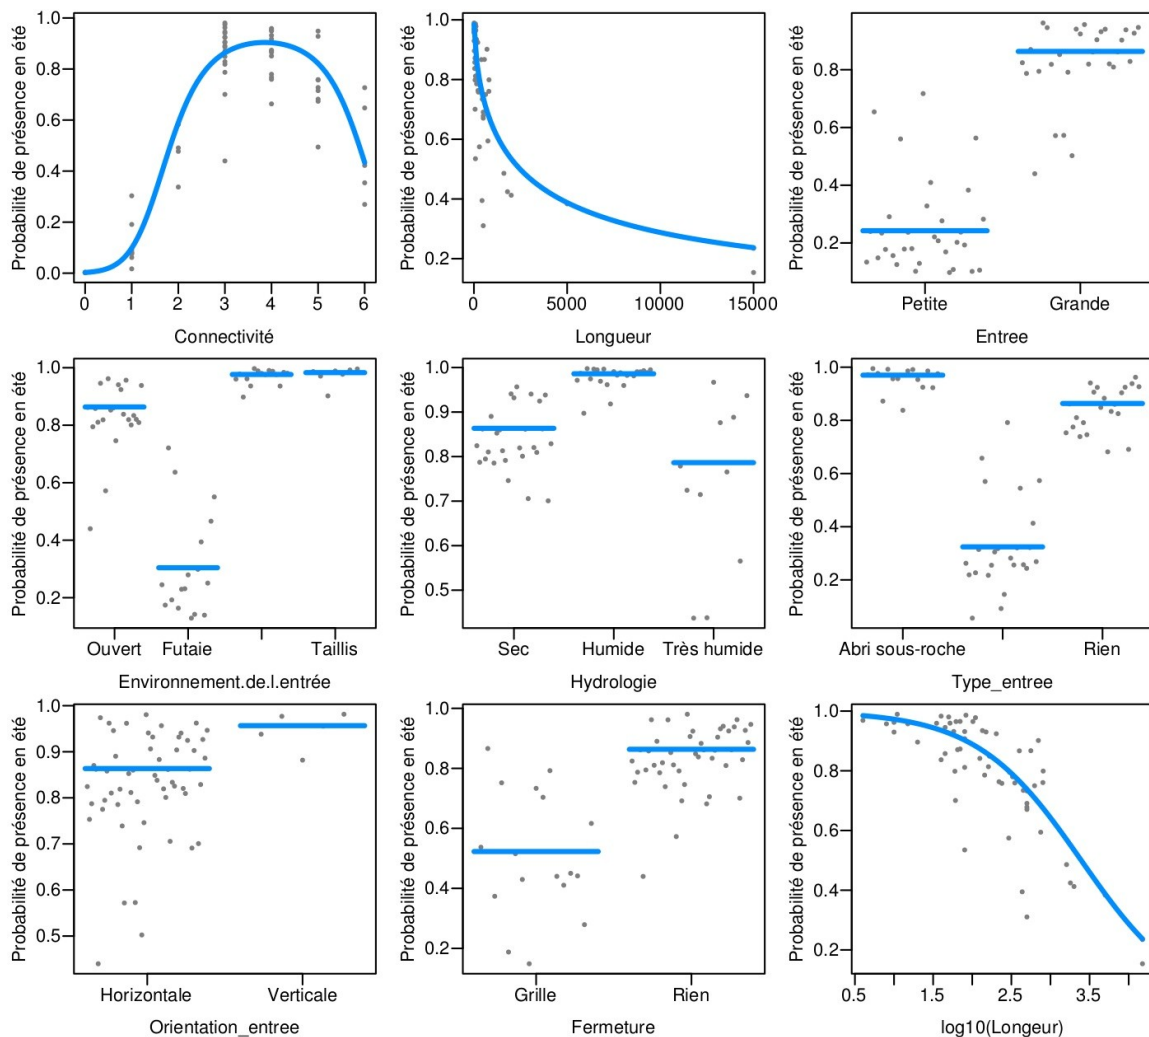 Probabilité de présence en été
1.0
0.8
0.6
0.4
0.2
0.0
0 1 2 3 4 5 6
Connectivité
Probabilité de présence en été
1.0
0.8
0.6
0.4
0.2
0 5000 10000 15000
Longueur
Probabilité de présence en été
0.8
0.6
0.4
0.2
Petite Grande
Entree
Probabilité de présence en été
1.0
0.8
0.6
0.4
0.2
Ouvert Futaie Taillis
Environnement.de.l.entrée
Probabilité de présence en été
1.0
0.9
0.8
0.7
0.6
0.5
Sec Humide Très humide
Hydrologie
Probabilité de présence en été
1.0
0.8
0.6
0.4
0.2
Abri sous-roche Rien
Type_entree
Probabilité de présence en été
1.0
0.9
0.8
0.7
0.6
0.5
Horizontale Verticale
Orientation_entree
Probabilité de présence en été
1.0
0.8
0.6
0.4
0.2
Grille Rien
Fermeture
Probabilité de présence en été
1.0
0.8
0.6
0.4
0.2
0.5 1.5 2.5 3.5
log10(Longeur)